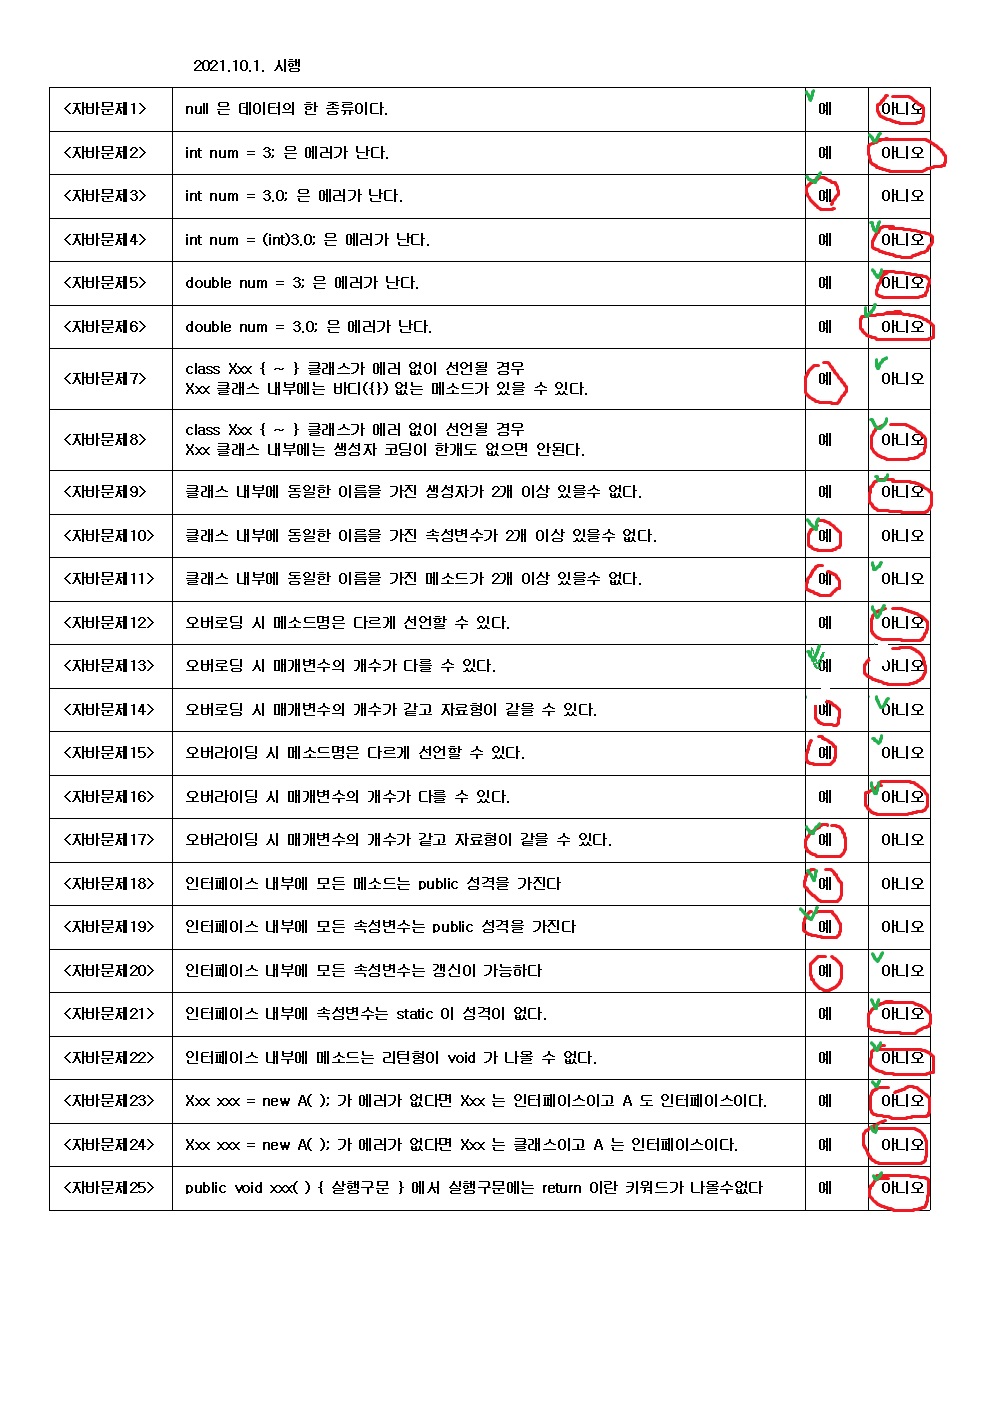 2021.10.1. 시행
<자바문제1> null 은 데이터의 한 종류이다. 예 아니오
<자바문제2> int num = 3; 은 에러가 난다. 예 아니오
<자바문제3> int num = 3.0; 은 에러가 난다. 예 아니오
<자바문제4> int num = (int)3.0; 은 에러가 난다. 예 아니오
<자바문제5> double num = 3; 은 에러가 난다. 예 아니오
<자바문제6> double num = 3.0; 은 에러가 난다. 예 아니오
<자바문제7> class Xxx { ~ } 클래스가 에러 없이 선언될 경우
Xxx 클래스 내부에는 바디({}) 없는 메소드가 있을 수 있다. 예 아니오
<자바문제8> class Xxx { ~ } 클래스가 에러 없이 선언될 경우
Xxx 클래스 내부에는 생성자 코딩이 한개도 없으면 안된다. 예 아니오
<자바문제9> 클래스 내부에 동일한 이름을 가진 생성자가 2개 이상 있을수 없다. 예 아니오
<자바문제10> 클래스 내부에 동일한 이름을 가진 속성변수가 2개 이상 있을수 없다. 예 아니오
<자바문제11> 클래스 내부에 동일한 이름을 가진 메소드가 2개 이상 있을수 없다. 예 아니오
<자바문제12> 오버로딩 시 메소드명은 다르게 선언할 수 있다. 예 아니오
<자바문제13> 오버로딩 시 매개변수의 개수가 다를 수 있다. 예 아니오
<자바문제14> 오버로딩 시 매개변수의 개수가 같고 자료형이 같을 수 있다. 예 아니오
<자바문제15> 오버라이딩 시 메소드명은 다르게 선언할 수 있다. 예 아니오
<자바문제16> 오버라이딩 시 매개변수의 개수가 다를 수 있다. 예 아니오
<자바문제17> 오버라이딩 시 매개변수의 개수가 같고 자료형이 같을 수 있다. 예 아니오
<자바문제18> 인터페이스 내부에 모든 메소드는 public 성격을 가진다 예 아니오
<자바문제19> 인터페이스 내부에 모든 속성변수는 public 성격을 가진다 예 아니오
<자바문제20> 인터페이스 내부에 모든 속성변수는 갱신이 가능하다 예 아니오
<자바문제21> 인터페이스 내부에 속성변수는 static 이 성격이 없다. 예 아니오
<자바문제22> 인터페이스 내부에 메소드는 리턴형이 void 가 나올 수 없다. 예 아니오
<자바문제23> Xxx xxx = new A( ); 가 에러가 없다면 Xxx 는 인터페이스이고 A 도 인터페이스이다. 예 아니오
<자바문제24> Xxx xxx = new A( ); 가 에러가 없다면 Xxx 는 클래스이고 A 는 인터페이스이다. 예 아니오
<자바문제25> public void xxx( ) { 실행구문 } 에서 실행구문에는 return 이란 키워드가 나올수없다 예 아니오